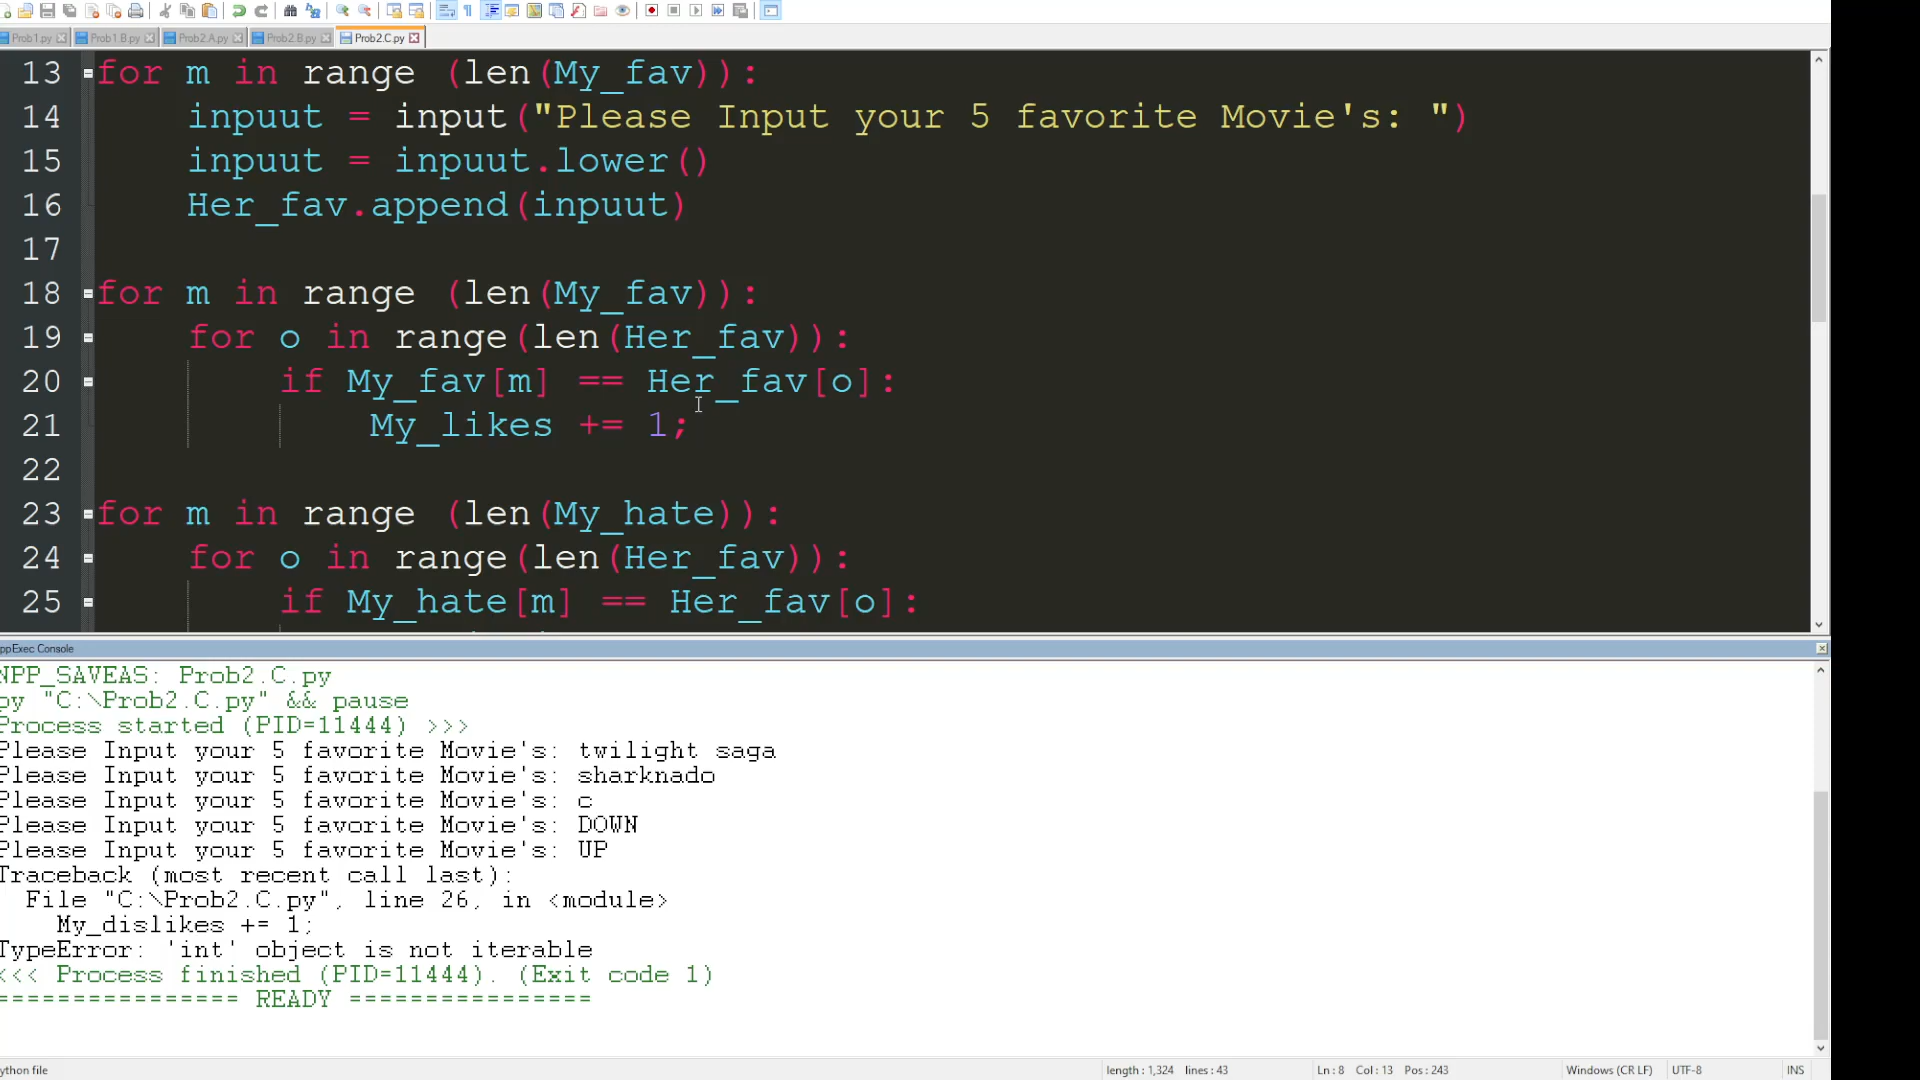 Prob1.py Prob1.B.py Prob2.A.py Prob2.B.py Prob2.C.py
13 for m in range (len(My_fav)):
14 inpuut = input("Please Input your 5 favorite Movie's: ")
15 inpuut = inpuut.lower()
16 Her_fav.append(inpuut)
17
18 for m in range (len(My_fav)):
19 for o in range(len(Her_fav)):
20 if My_fav[m] == Her_fav[o]:
21 My_likes += 1;
22
23 for m in range (len(My_hate)):
24 for o in range(len(Her_fav)):
25 if My_hate[m] == Her_fav[o]:
ppExec Console
NPP_SAVEAS: Prob2.C.py
py "C:\Prob2.C.py" && pause
Process started (PID=11444) >>>
Please Input your 5 favorite Movie's: twilight saga
Please Input your 5 favorite Movie's: sharknado
Please Input your 5 favorite Movie's: c
Please Input your 5 favorite Movie's: DOWN
Please Input your 5 favorite Movie's: UP
Traceback (most recent call last):
File "C:\Prob2.C.py", line 26, in <module>
My_dislikes += 1;
TypeError: 'int' object is not iterable
<<< Process finished (PID=11444). (Exit code 1)
================ READY ================
ython file length : 1,324 lines : 43 Ln : 8 Col : 13 Pos : 243 Windows (CR LF) UTF-8 INS